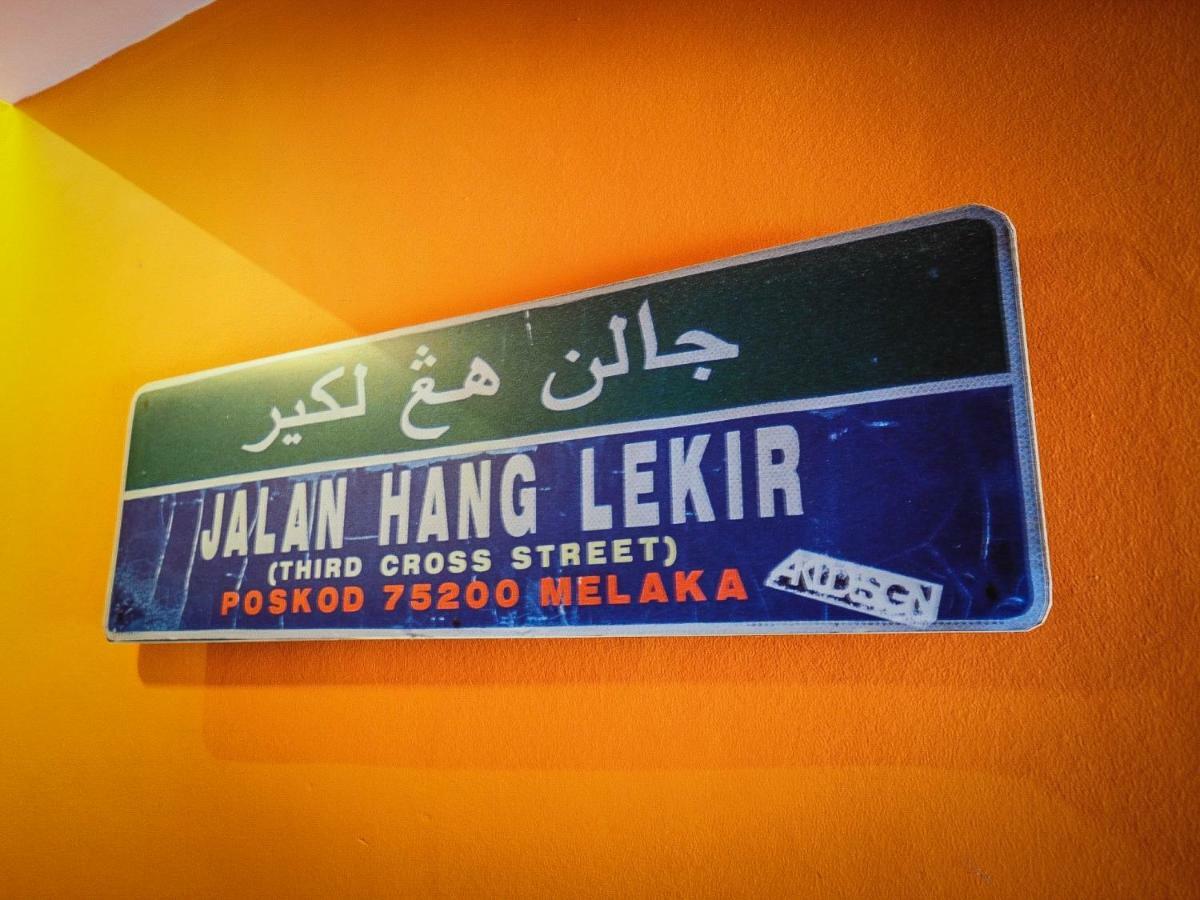 جالن هڠ لکير
JALAN HANG LEKIR
(THIRD CROSS STREET)
POSKOD 75200 MELAKA